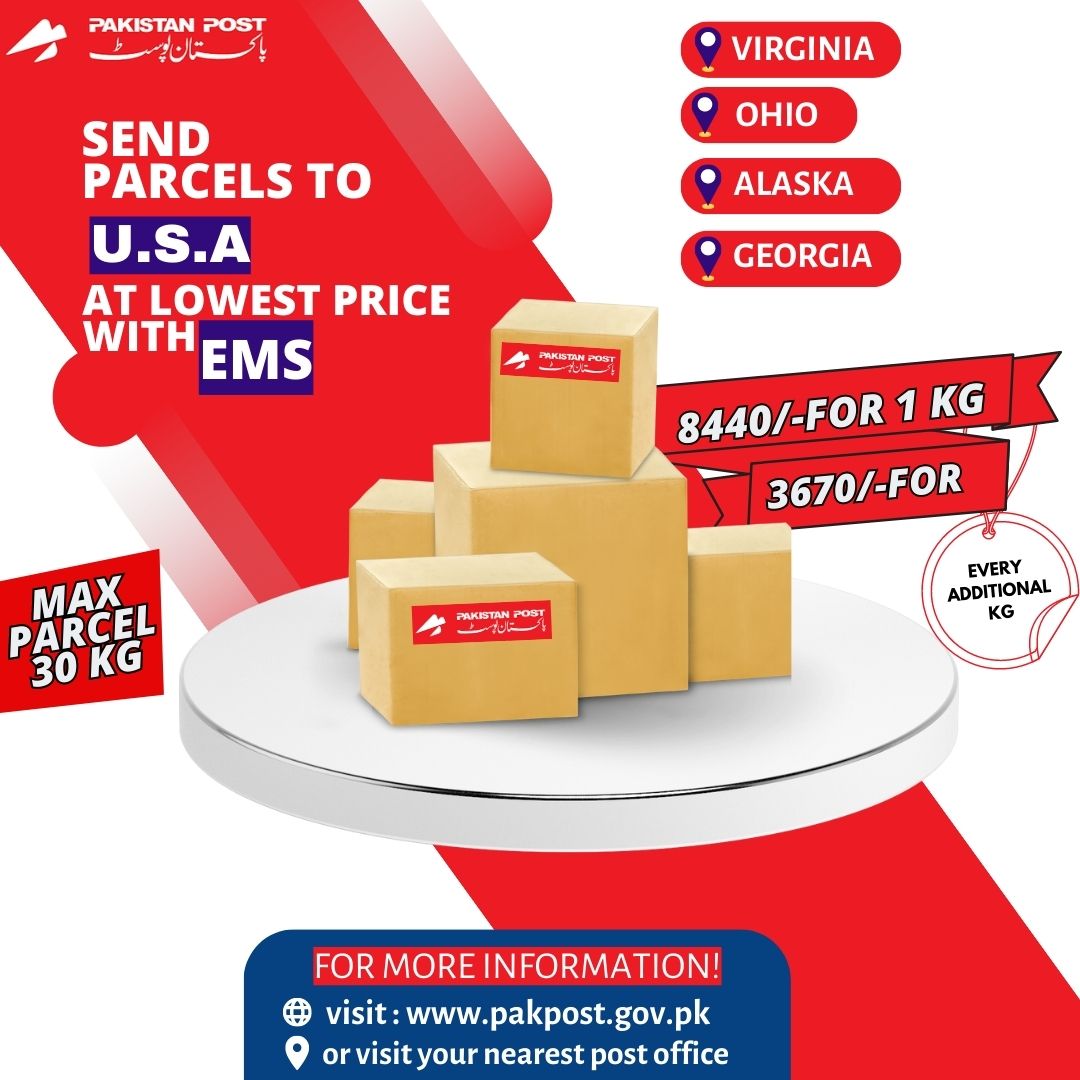 PAKISTAN POST
پاکستان پوسٹ
SEND
PARCELS TO
U.S.A
AT LOWEST PRICE
WITH EMS
VIRGINIA
OHIO
ALASKA
GEORGIA
PAKISTAN POST
پاکستان پوسٹ
8440/-FOR 1 KG
3670/-FOR
EVERY
ADDITIONAL
KG
MAX
PARCEL
30 KG
PAKISTAN POST
پاکستان پوسٹ
FOR MORE INFORMATION!
visit : www.pakpost.gov.pk
or visit your nearest post office